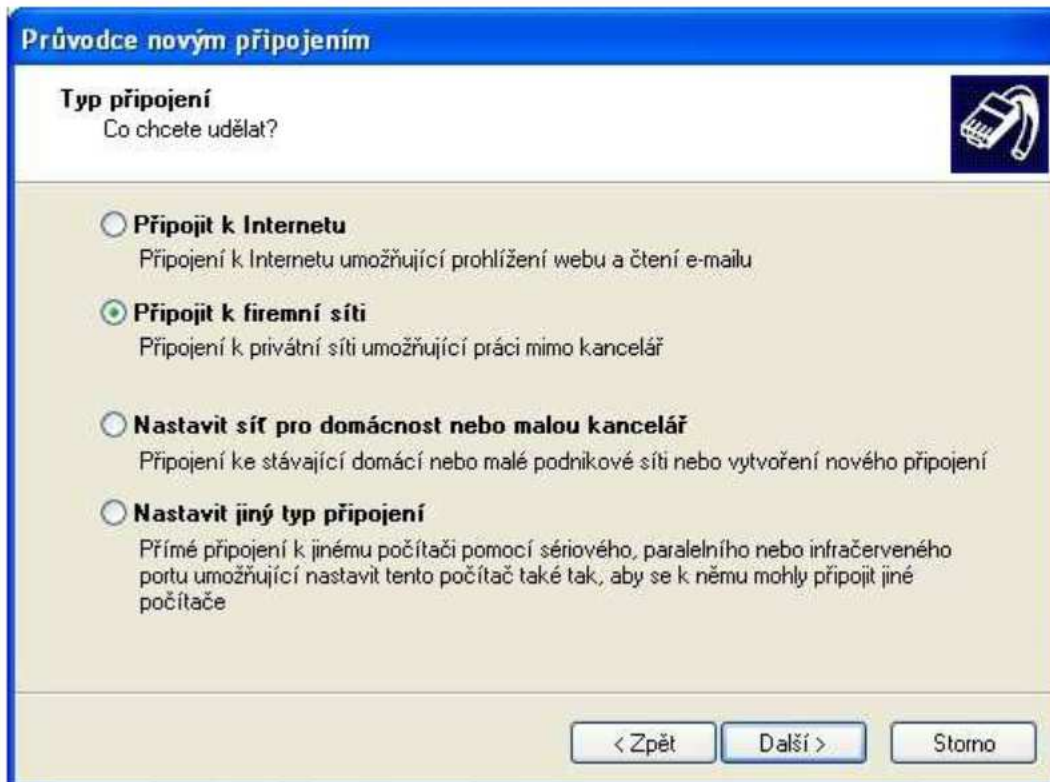 Průvodce novým připojením
Typ připojení
Co chcete udělat?
Připojit k Internetu
Připojení k Internetu umožňující prohlížení webu a čtení e-mailu
Připojit k firemní síti
Připojení k privátní síti umožňující práci mimo kancelář
Nastavit síť pro domácnost nebo malou kancelář
Připojení ke stávající domácí nebo malé podnikové síti nebo vytvoření nového připojení
Nastavit jiný typ připojení
Přímé připojení k jinému počítači pomocí sériového, paralelního nebo infračerveného
portu umožňující nastavit tento počítač také tak, aby se k němu mohly připojit jiné
počítače
< Zpět
Další >
Storno